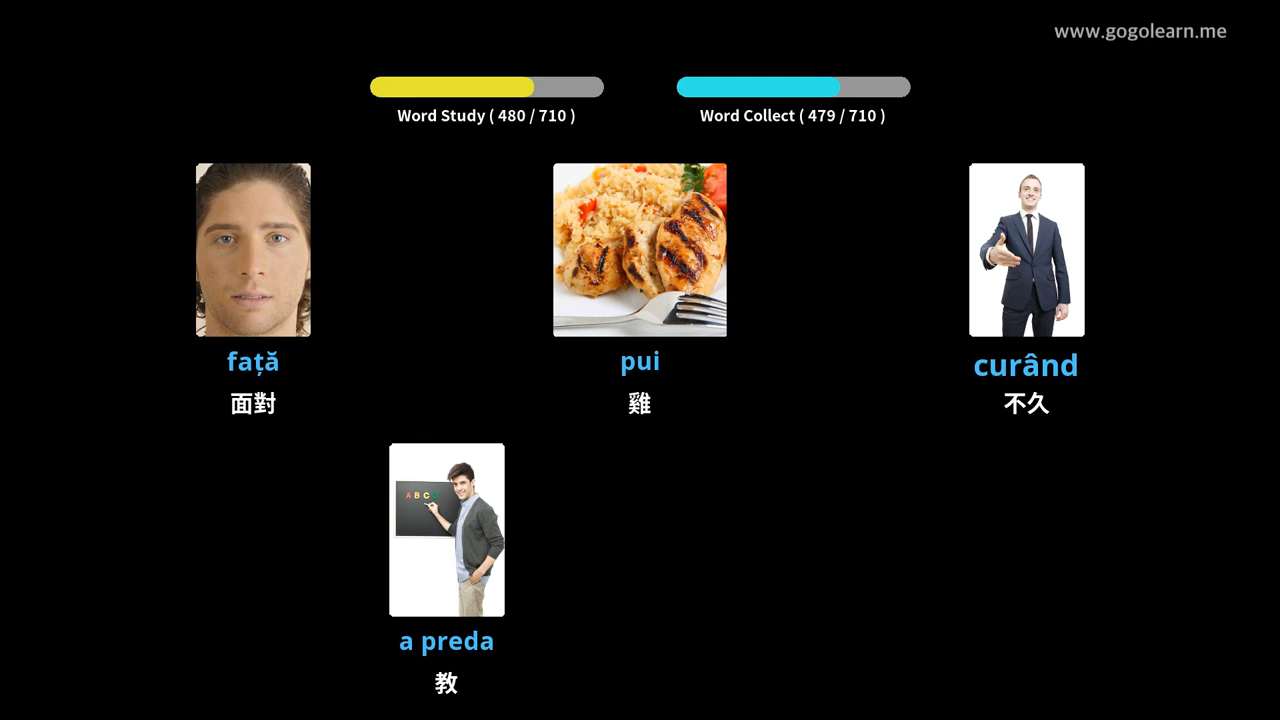 www.gogolearn.me
Word Study ( 480 / 710 )
Word Collect ( 479 / 710 )
față
pui
curând
面對
雞
不久
A B C D
a preda
教